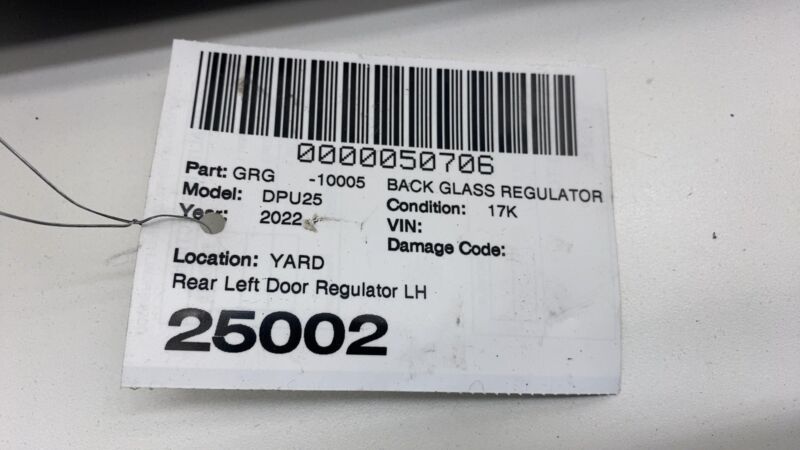 0000050706
Part: GRG -10005 BACK GLASS REGULATOR
Model: DPU25 Condition: 17K
Year: 2022 VIN:
Damage Code:
Location: YARD
Rear Left Door Regulator LH
25002